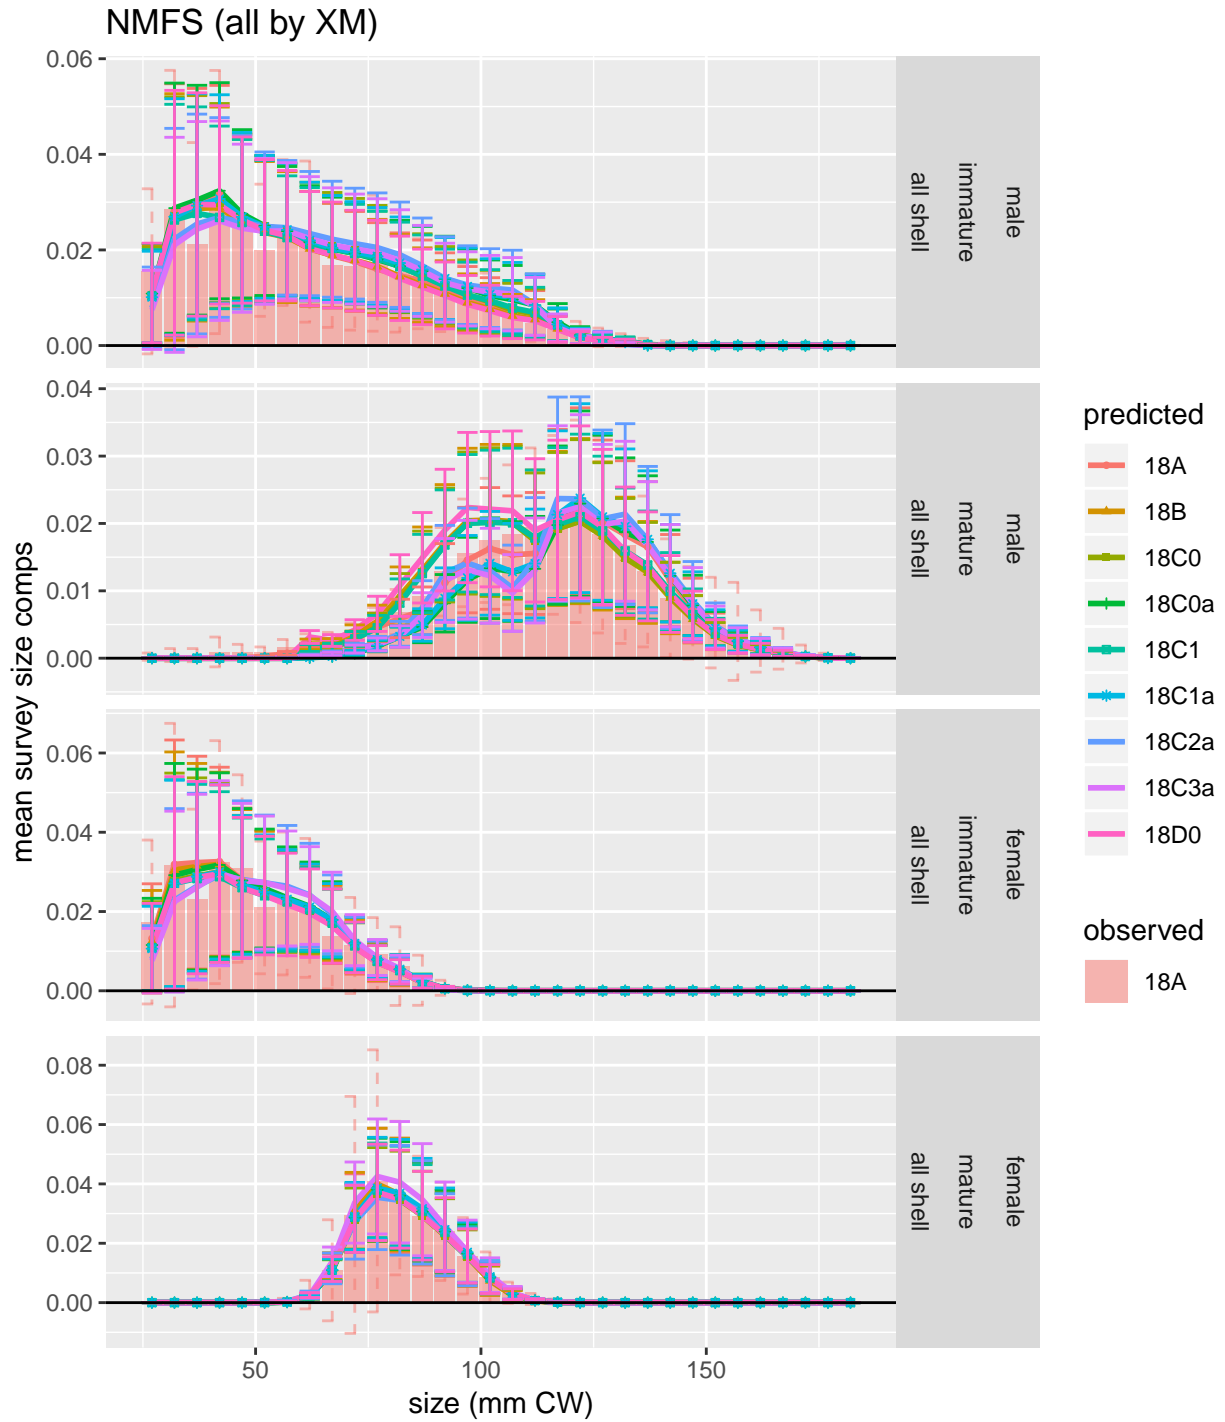 NMFS (all by XM)
mean survey size comps
0.06
0.04
0.02
0.00
all shell
immature
male
0.04
0.03
0.02
0.01
0.00
all shell
mature
male
0.06
0.04
0.02
0.00
all shell
immature
female
0.08
0.06
0.04
0.02
0.00
all shell
mature
female
50
100
150
size (mm CW)
predicted
18A
18B
18C0
18C0a
18C1
18C1a
18C2a
18C3a
18D0
observed
18A